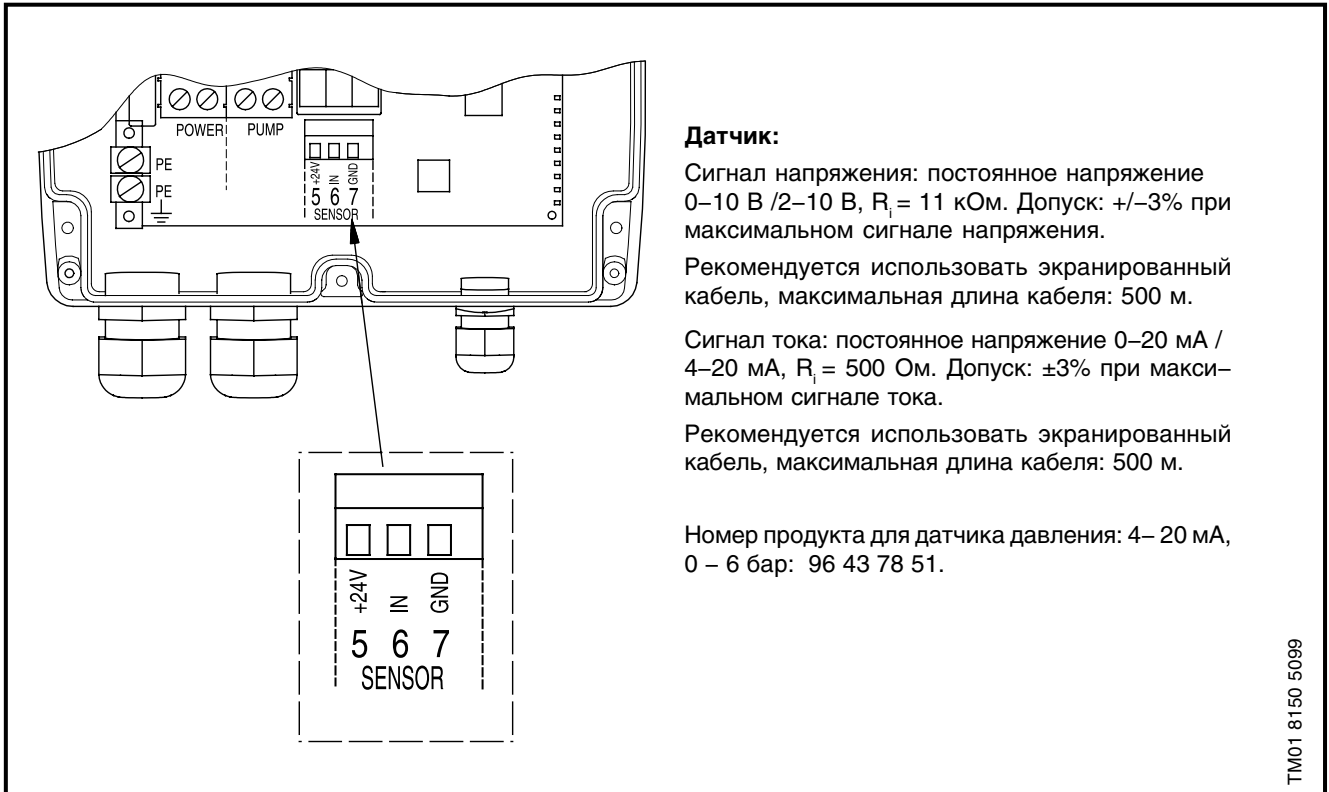 POWER PUMP
PE
PE
+24V IN GND
5 6 7
SENSOR
+24V IN GND
5 6 7
SENSOR
Датчик:
Сигнал напряжения: постоянное напряжение
0–10 В /2–10 В, Ri = 11 кОм. Допуск: +/–3% при
максимальном сигнале напряжения.
Рекомендуется использовать экранированный
кабель, максимальная длина кабеля: 500 м.
Сигнал тока: постоянное напряжение 0–20 мА /
4–20 мА, Ri = 500 Ом. Допуск: ±3% при макси–
мальном сигнале тока.
Рекомендуется использовать экранированный
кабель, максимальная длина кабеля: 500 м.
Номер продукта для датчика давления: 4– 20 мА,
0 – 6 бар: 96 43 78 51.
TM01 8150 5099